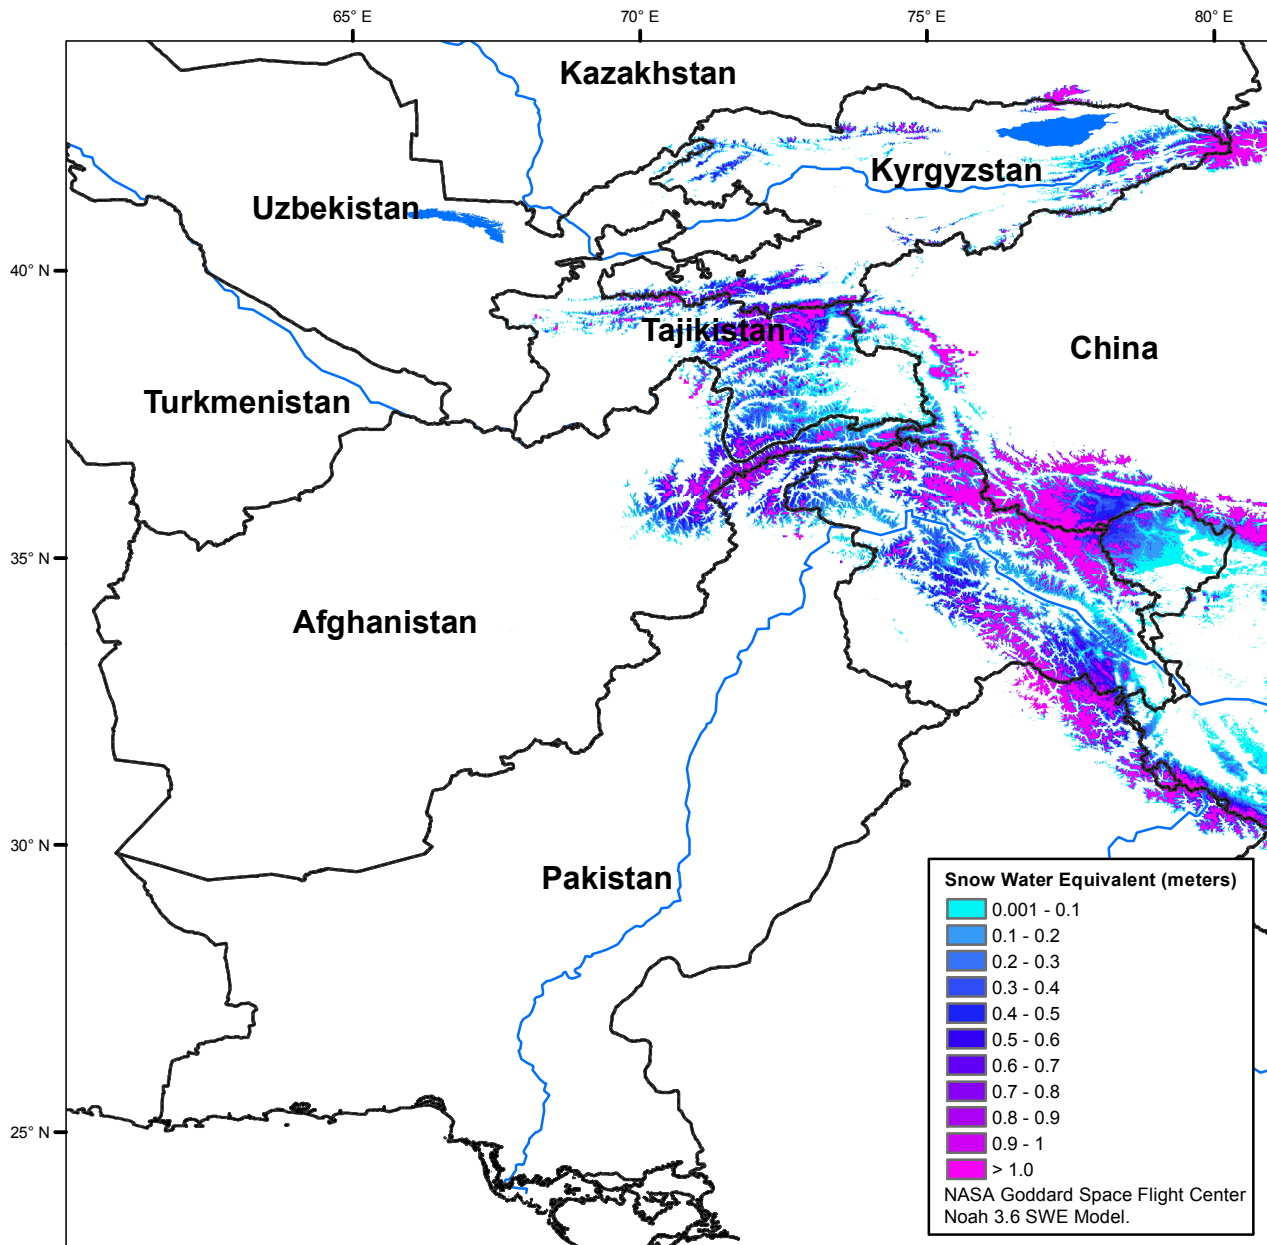 65° E
70° E
75° E
80° E
Kazakhstan
Kyrgyzstan
Uzbekistan
40° N
Tajikistan
China
Turkmenistan
35° N
Afghanistan
30° N
Pakistan
25° N
Snow Water Equivalent (meters)
0.001 - 0.1
0.1 - 0.2
0.2 - 0.3
0.3 - 0.4
0.4 - 0.5
0.5 - 0.6
0.6 - 0.7
0.7 - 0.8
0.8 - 0.9
0.9 - 1
> 1.0
NASA Goddard Space Flight Center
Noah 3.6 SWE Model.